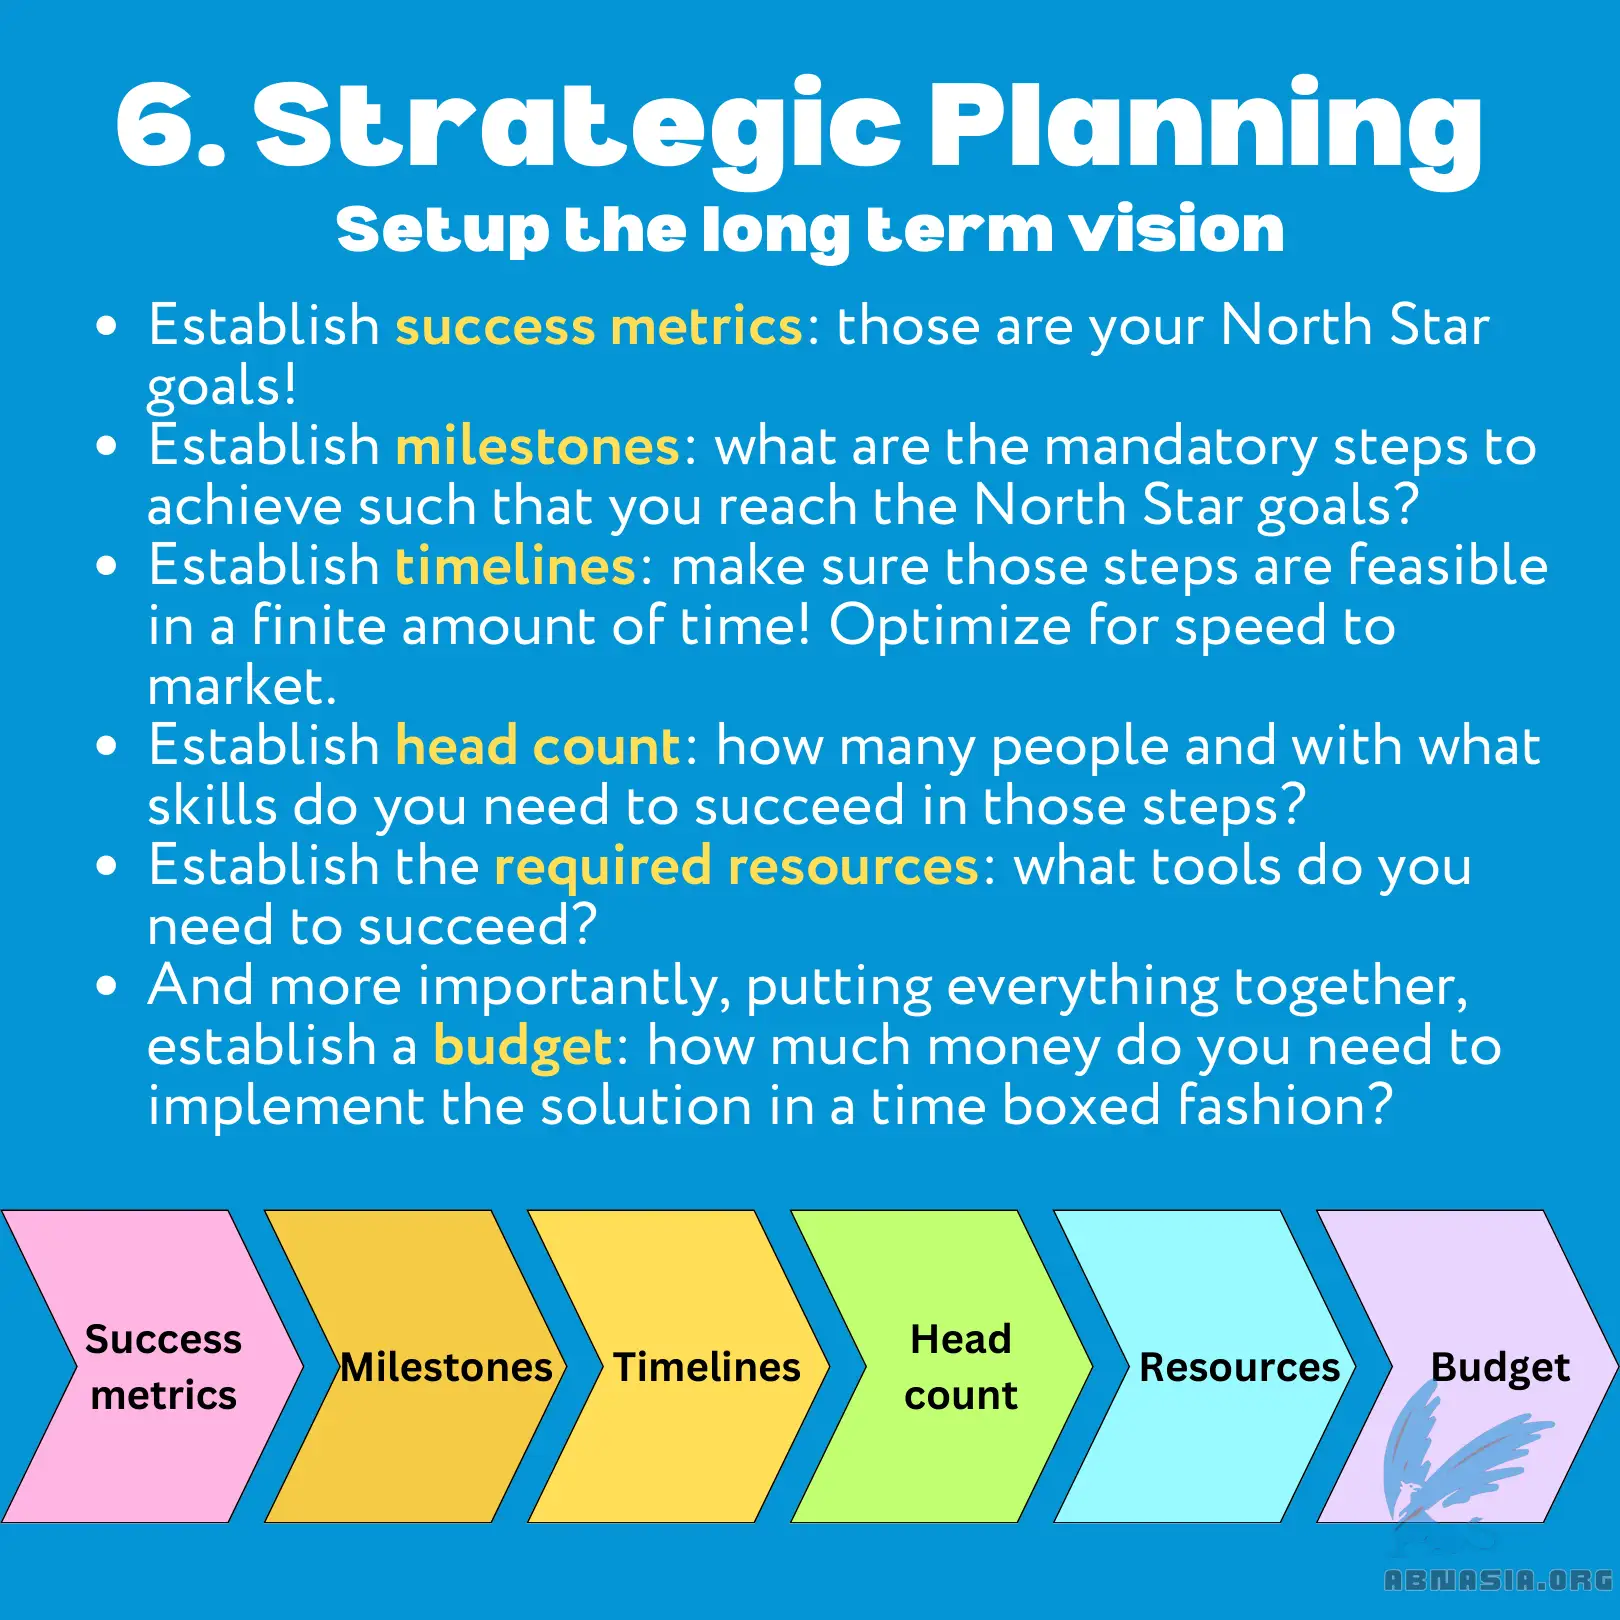 6. Strategic Planning
Setup the long term vision
• Establish success metrics: those are your North Star
goals!
• Establish milestones: what are the mandatory steps to
achieve such that you reach the North Star goals?
• Establish timelines: make sure those steps are feasible
in a finite amount of time! Optimize for speed to
market.
• Establish head count: how many people and with what
skills do you need to succeed in those steps?
• Establish the required resources: what tools do you
need to succeed?
• And more importantly, putting everything together,
establish a budget: how much money do you need to
implement the solution in a time boxed fashion?
Success
metrics
Milestones
Timelines
Head
count
Resources
Budget
ABNASIA.ORG